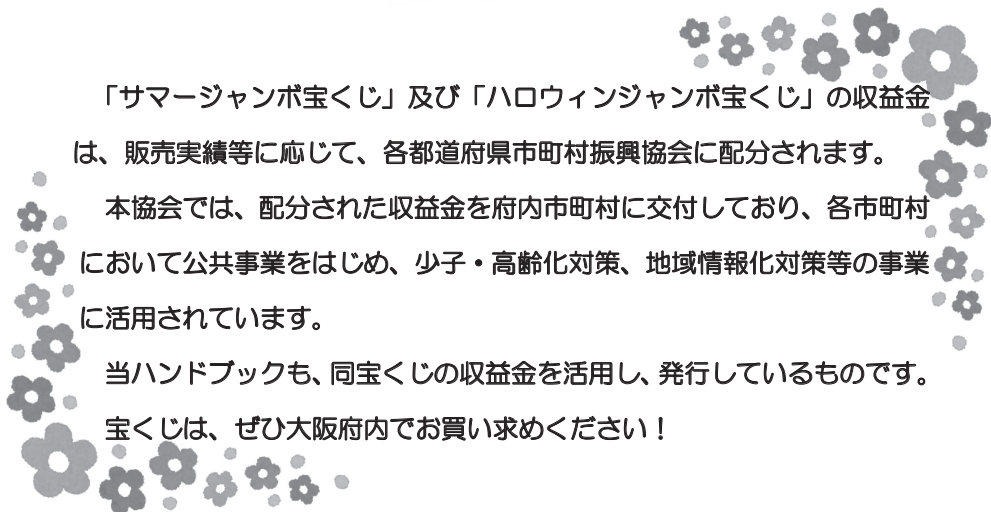 「サマージャンボ宝くじ」及び「ハロウィンジャンボ宝くじ」の収益金
は、販売実績等に応じて、各都道府県市町村振興協会に配分されます。
本協会では、配分された収益金を府内市町村に交付しており、各市町村
において公共事業をはじめ、少子・高齢化対策、地域情報化対策等の事業
に活用されています。
当ハンドブックも、同宝くじの収益金を活用し、発行しているものです。
宝くじは、ぜひ大阪府内でお買い求めください！